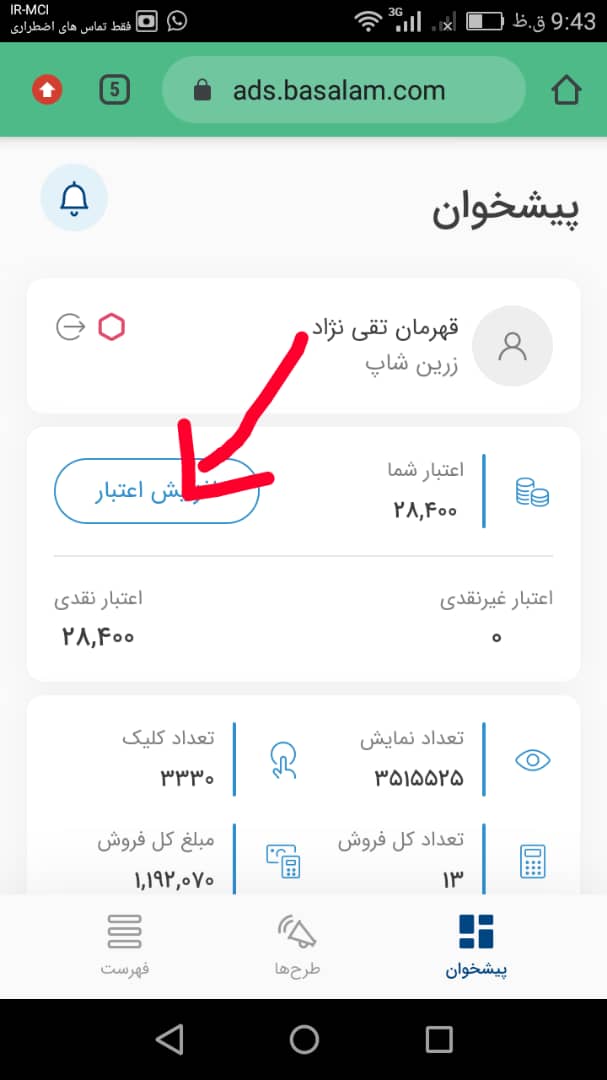 IR-MCI
فقط تماس های اضطراری
3G
9:43 ق.ظ
5
ads.basalam.com
پیشخوان
قهرمان تقی نژاد
زرین شاپ
اعتبار شما
۲۸,۴۰۰
افزایش اعتبار
اعتبار غیرنقدی
۰
اعتبار نقدی
۲۸,۴۰۰
تعداد نمایش
۳۵۱۵۵۲۵
تعداد کلیک
۳۳۳۰
تعداد کل فروش
۱۳
مبلغ کل فروش
۱,۱۹۲,۰۷۰
پیشخوان
طرح‌ها
فهرست